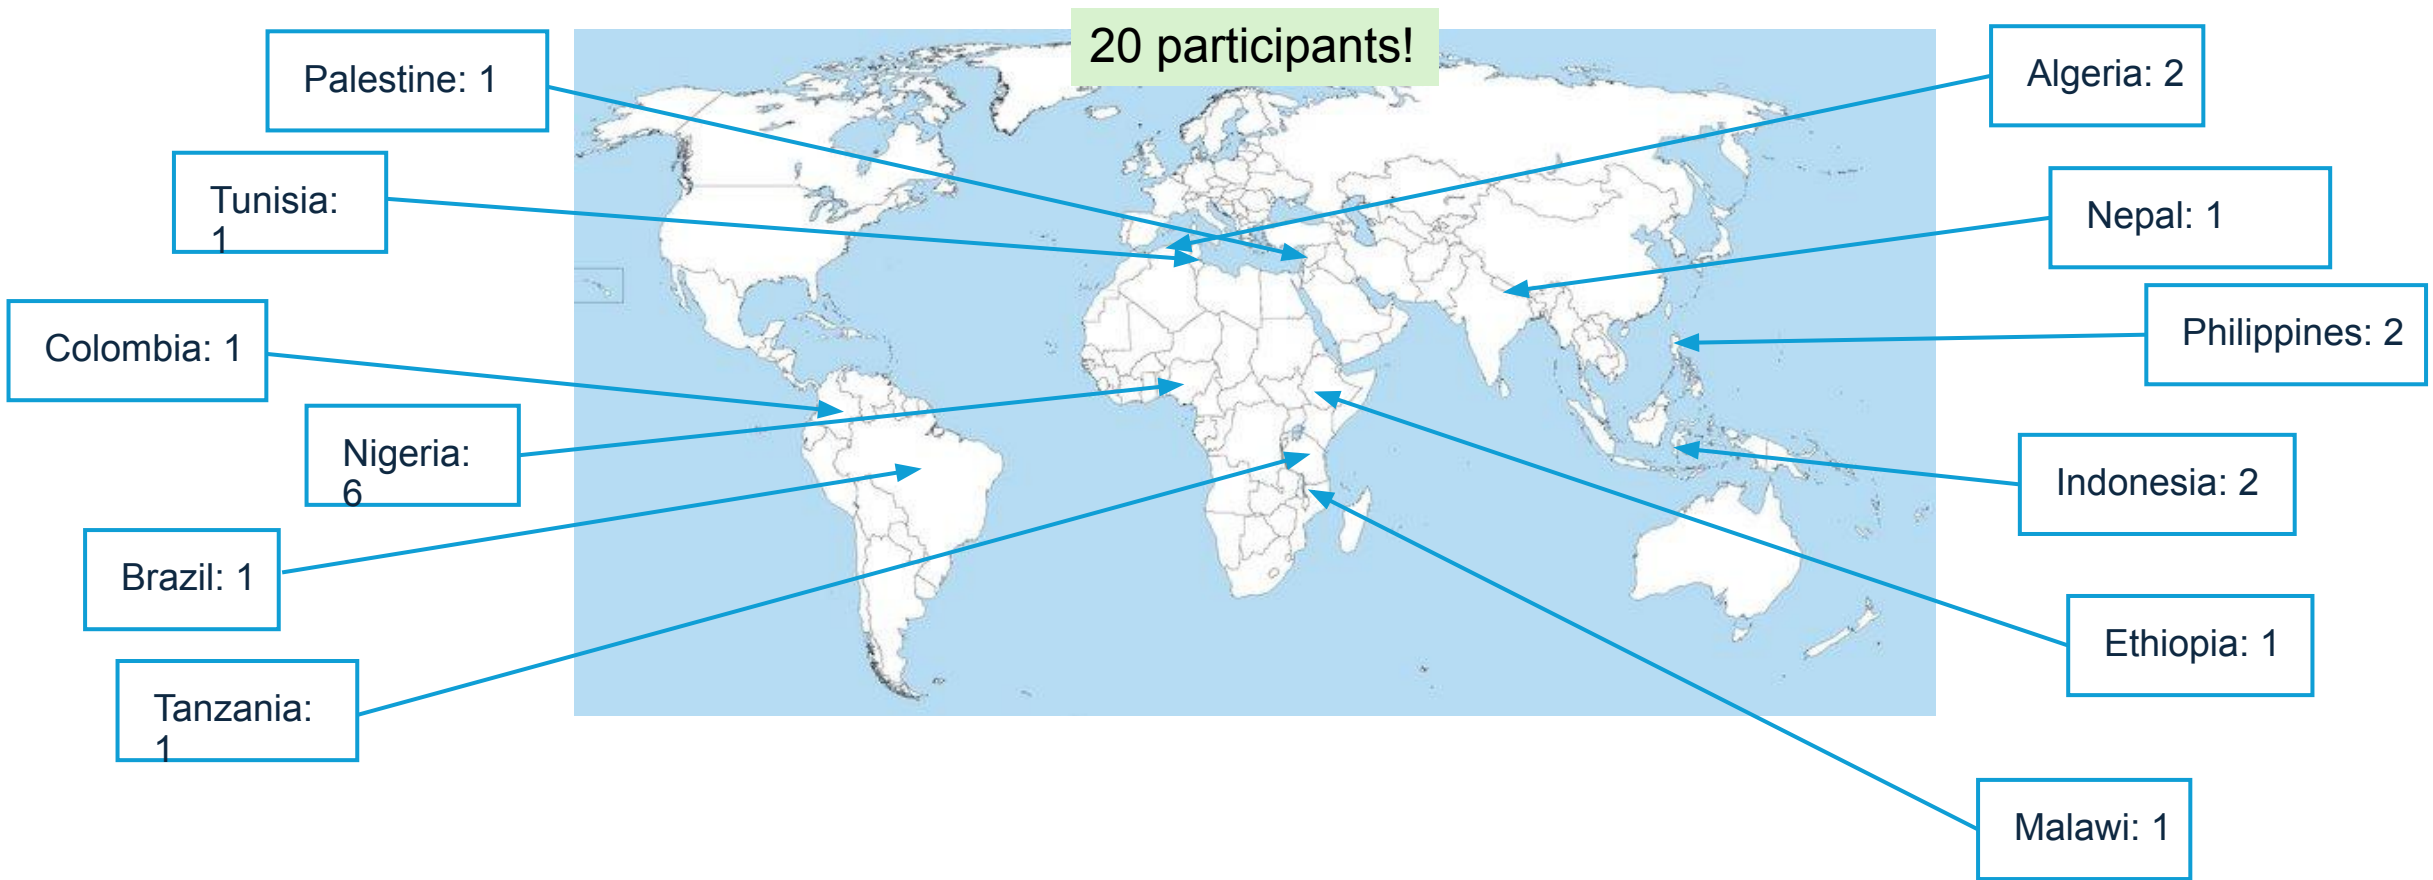 20 participants!
Palestine: 1
Tunisia:
1
Colombia: 1
Nigeria:
6
Brazil: 1
Tanzania:
1
Algeria: 2
Nepal: 1
Philippines: 2
Indonesia: 2
Ethiopia: 1
Malawi: 1